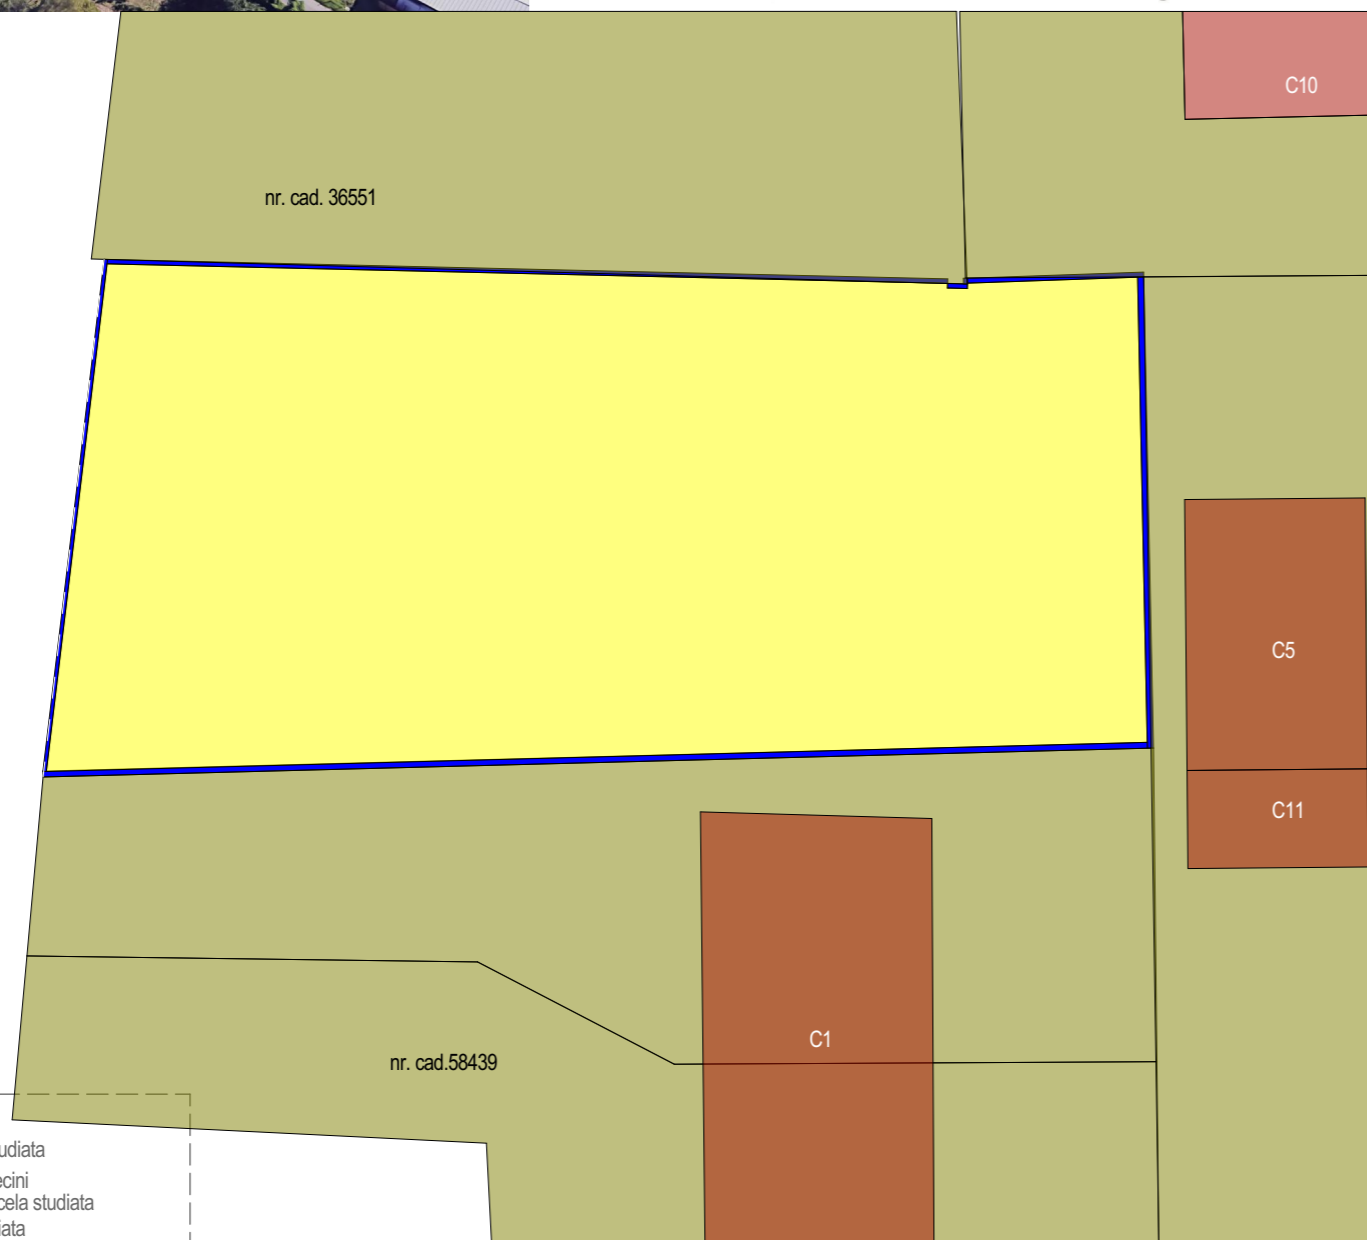 C10
nr. cad. 36551
C5
C11
C1
nr. cad.58439
udiata
ecini
cela studiata
iata